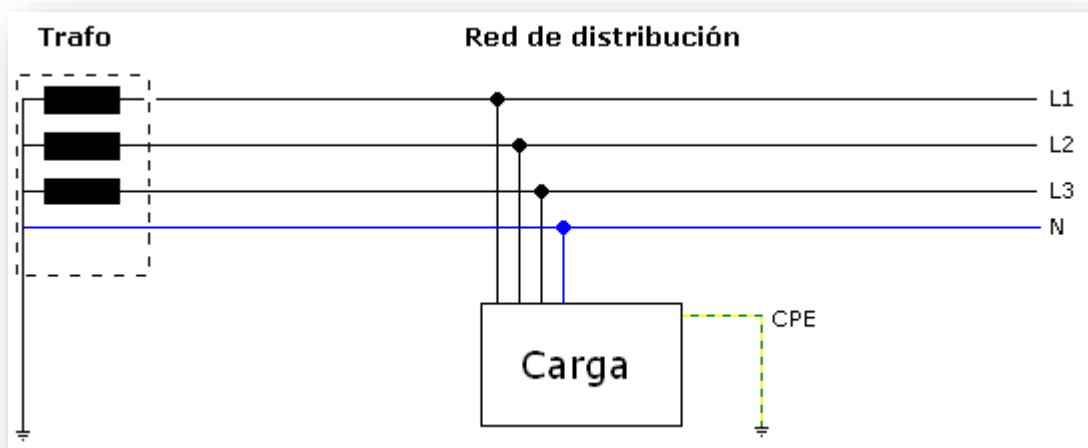 Trafo
Red de distribución
L1
L2
L3
N
CPE
Carga